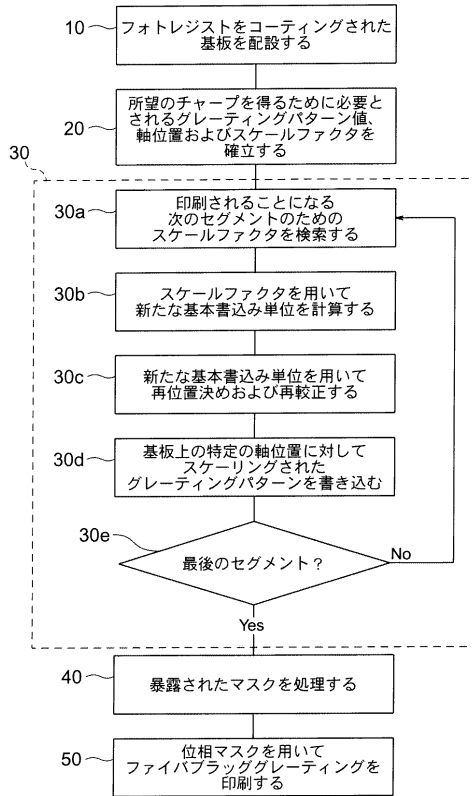 10
フォトレジストをコーティングされた
基板を配設する
20
所望のチャープを得るために必要と
されるグレーティングパターン値、
軸位置およびスケールファクタを
確立する
30
30a
印刷されることになる
次のセグメントのための
スケールファクタを検索する
30b
スケールファクタを用いて
新たな基本書込み単位を計算する
30c
新たな基本書込み単位を用いて
再位置決めおよび再較正する
30d
基板上の特定の軸位置に対して
スケーリングされた
グレーティングパターンを書き込む
30e
最後のセグメント?
No
Yes
40
暴露されたマスクを処理する
50
位相マスクを用いて
ファイバブラッググレーティングを
印刷する